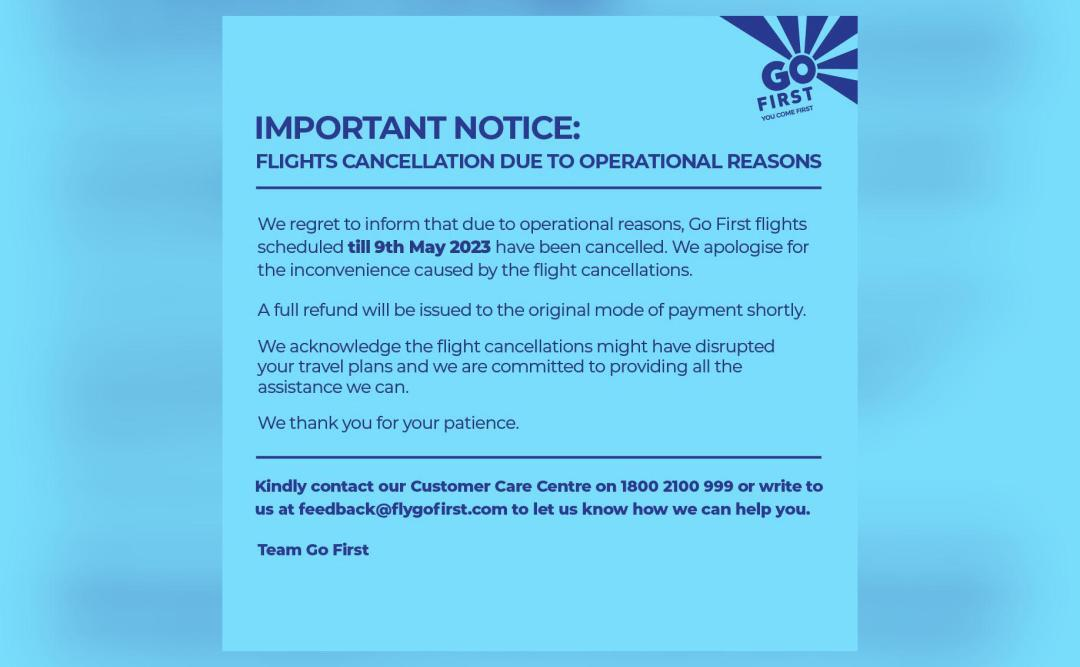 GO
FIRST
YOU COME FIRST
IMPORTANT NOTICE:
FLIGHTS CANCELLATION DUE TO OPERATIONAL REASONS
We regret to inform that due to operational reasons, Go First flights
scheduled till 9th May 2023 have been cancelled. We apologise for
the inconvenience caused by the flight cancellations.
A full refund will be issued to the original mode of payment shortly.
We acknowledge the flight cancellations might have disrupted
your travel plans and we are committed to providing all the
assistance we can.
We thank you for your patience.
Kindly contact our Customer Care Centre on 1800 2100 999 or write to
us at feedback@flygofirst.com to let us know how we can help you.
Team Go First